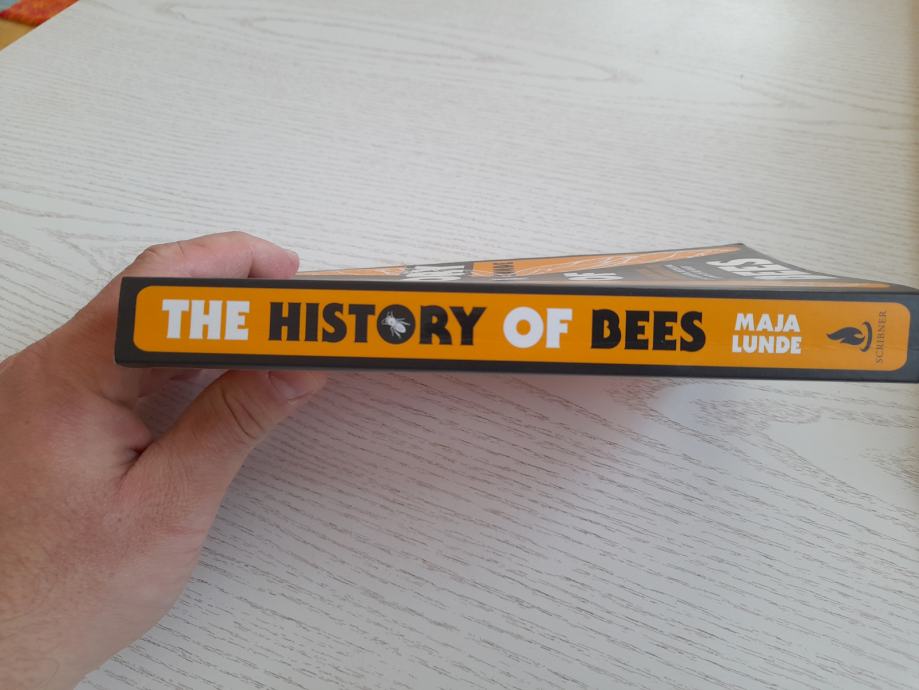 THE HISTORY OF BEES
MAJA
LUNDE
SCRIBNER